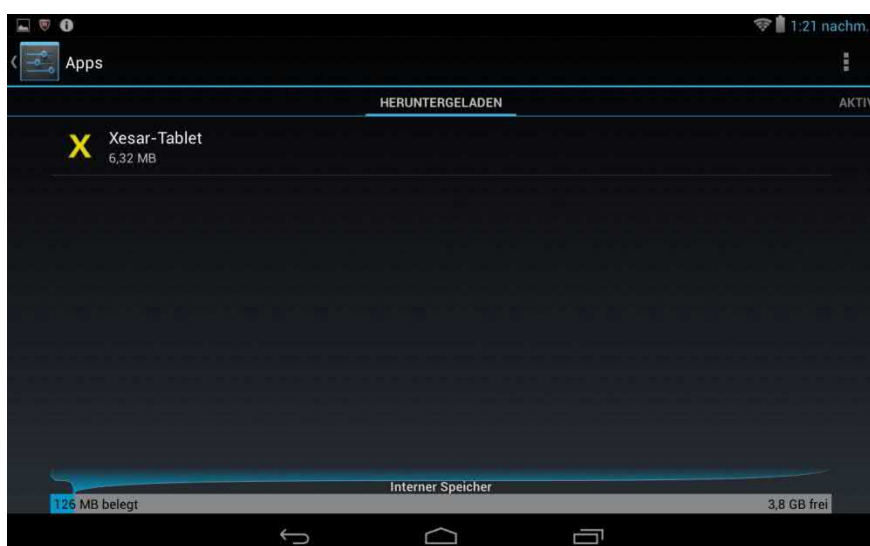 1:21 nachm.
Apps
HERUNTERGELADEN
AKTIV
X Xesar-Tablet
6,32 MB
Interner Speicher
126 MB belegt
3,8 GB frei